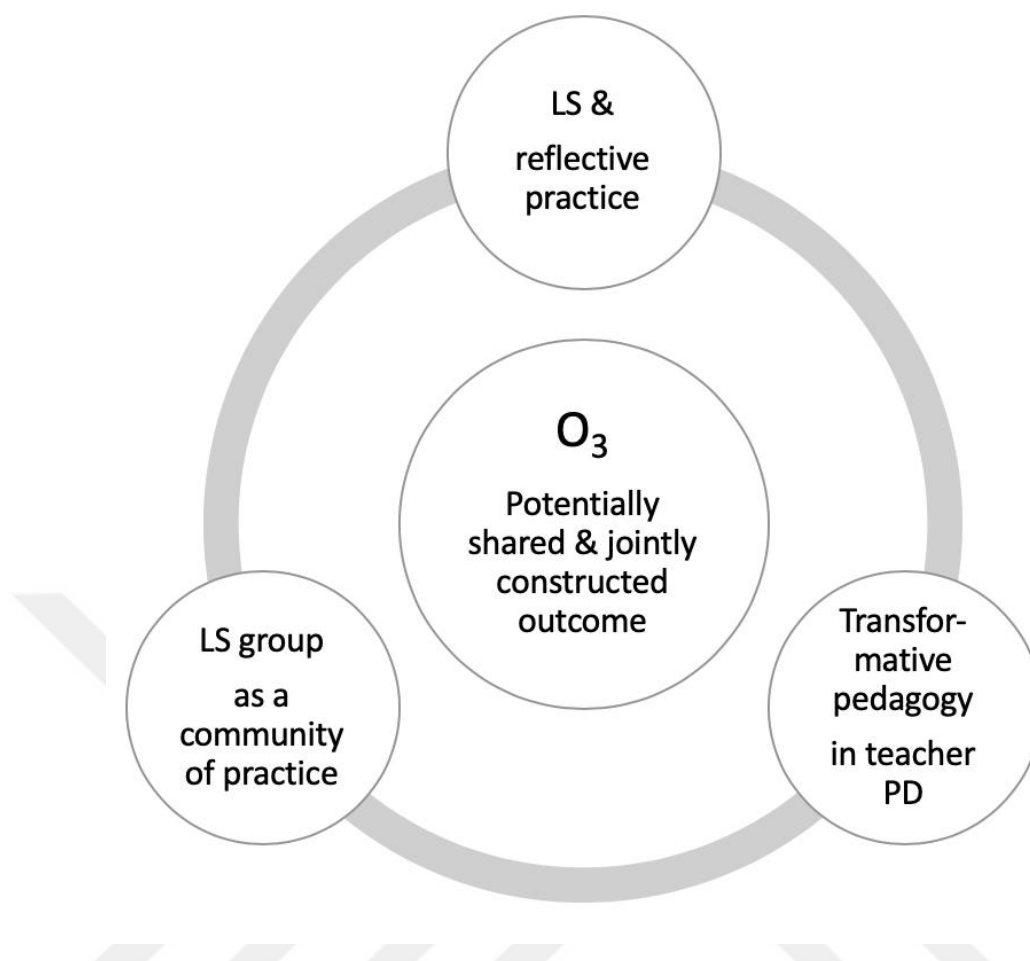 LS &
reflective
practice
O₃
Potentially
shared & jointly
constructed
outcome
LS group
as a
community
of practice
Transfor-
mative
pedagogy
in teacher
PD